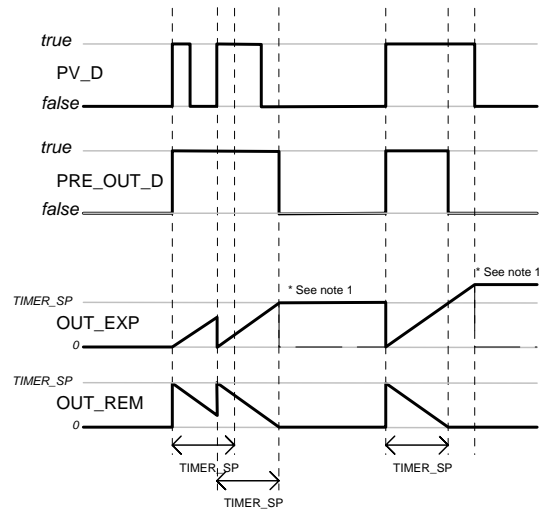 true
PV_D
false
true
PRE_OUT_D
false
* See note 1
* See note 1
TIMER_SP
OUT_EXP
0
TIMER_SP
OUT_REM
0
TIMER_SP
TIMER_SP
TIMER_SP